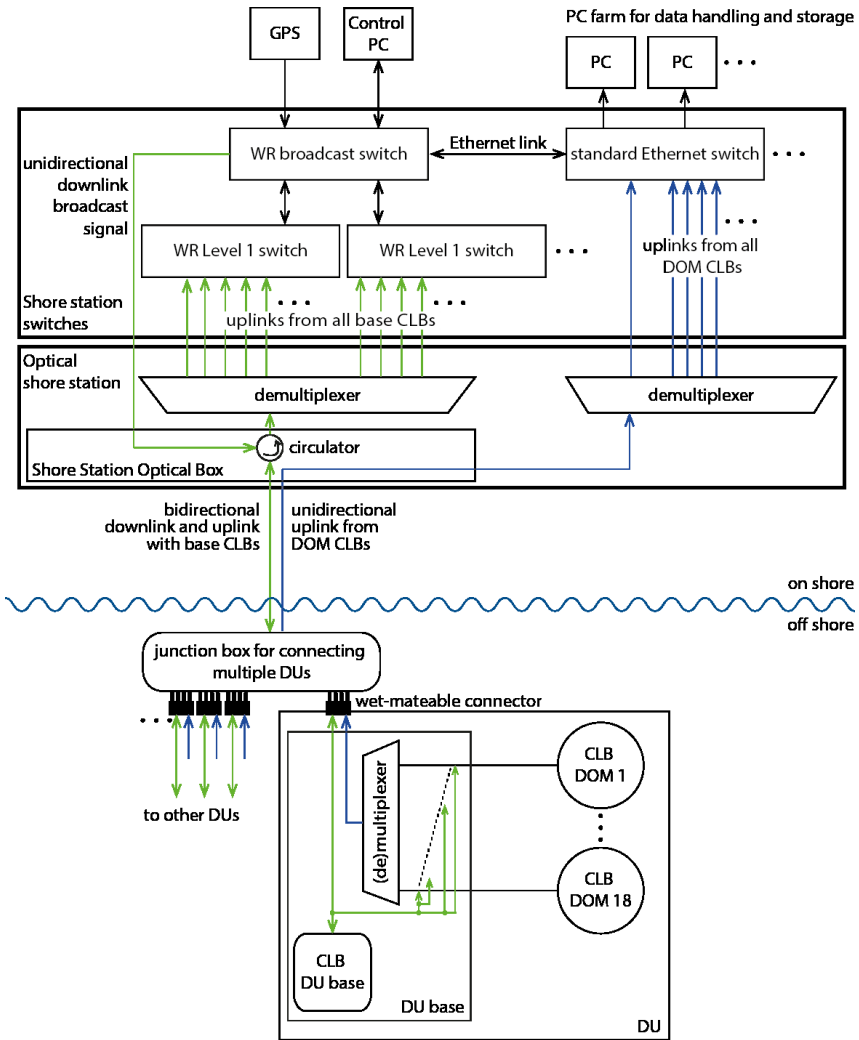 PC farm for data handling and storage
GPS
Control
PC
PC
PC
unidirectional
downlink
broadcast
signal
WR broadcast switch
Ethernet link
standard Ethernet switch
WR Level 1 switch
WR Level 1 switch
uplinks from all
DOM CLBs
Shore station
switches
uplinks from all base CLBs
Optical
shore station
demultiplexer
demultiplexer
circulator
Shore Station Optical Box
bidirectional
downlink and uplink
with base CLBs
unidirectional
uplink from
DOM CLBs
on shore
off shore
junction box for connecting
multiple DUs
wet-mateable connector
to other DUs
(de)multiplexer
CLB
DOM 1
CLB
DOM 18
CLB
DU base
DU base
DU